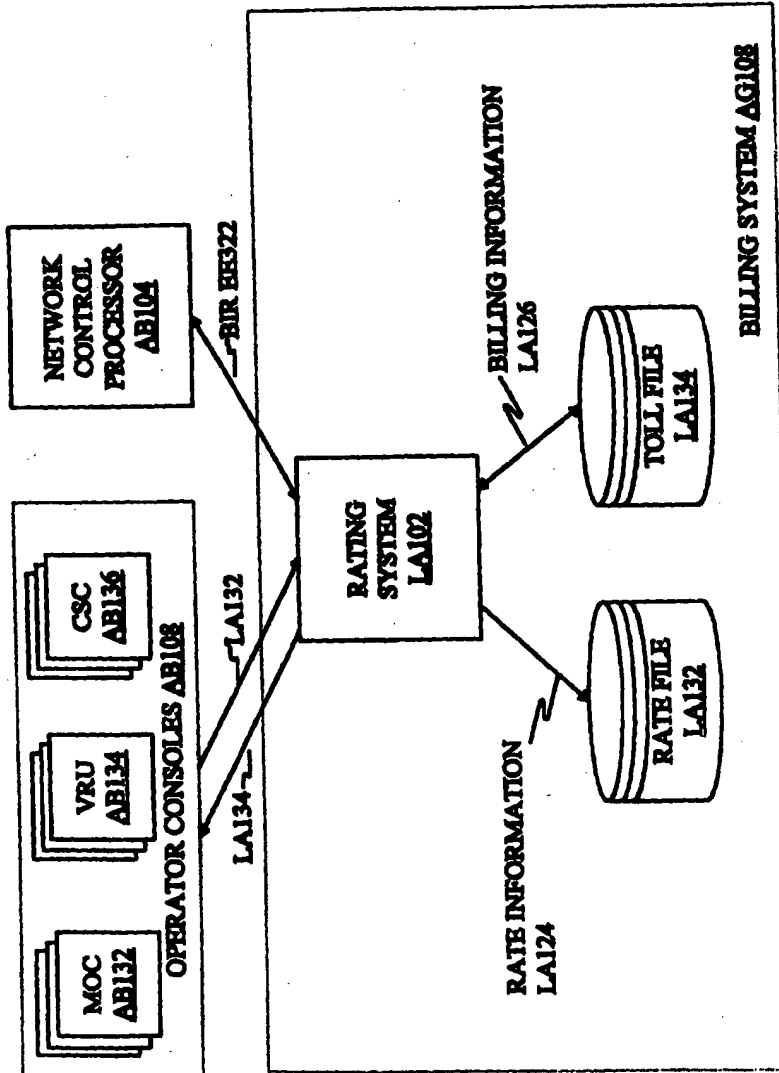 MOC
AB132
VRU
AB134
CSC
AB136
OPERATOR CONSOLES AB108
NETWORK
CONTROL
PROCESSOR
AB104
LA134
LA132
BIR EE322
RATING
SYSTEM
LA102
RATE INFORMATION
LA124
BILLING INFORMATION
LA126
RATE FILE
LA132
TOLL FILE
LA134
BILLING SYSTEM AG108